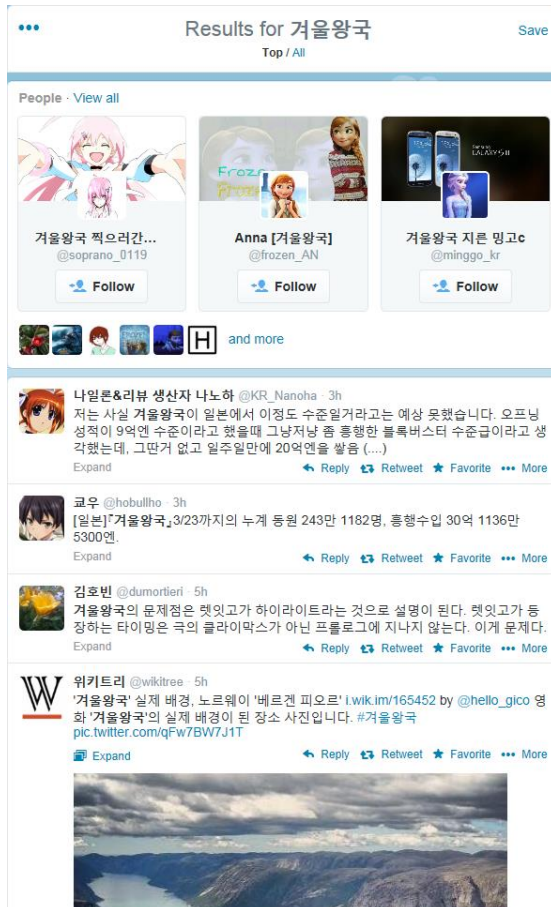 Results for 겨울왕국
Save
Top / All
People · View all
Frozen
SAMSUNG
GALAXY S III
겨울왕국 찍으러간...
@soprano_0119
Follow
Anna [겨울왕국]
@frozen_AN
Follow
겨울왕국 지른 밍고c
@minggo_kr
Follow
H
and more
나일론&리뷰 생산자 나노하 @KR_Nanoha · 3h
저는 사실 겨울왕국이 일본에서 이정도 수준일거라고는 예상 못했습니다. 오프닝
성적이 9억엔 수준이라고 했을때 그냥저냥 좀 흥행한 블록버스터 수준급이라고 생
각했는데, 그딴거 없고 일주일만에 20억엔을 쌓음 (....)
Expand
Reply Retweet Favorite ••• More
쿄우 @hobullho · 3h
[일본]『겨울왕국』3/23까지의 누계 동원 243만 1182명, 흥행수입 30억 1136만
5300엔.
Expand
Reply Retweet Favorite ••• More
김호빈 @dumortieri · 5h
겨울왕국의 문제점은 렛잇고가 하이라이트라는 것으로 설명이 된다. 렛잇고가 등
장하는 타이밍은 극의 클라이막스가 아닌 프롤로그에 지나지 않는다. 이게 문제다.
Expand
Reply Retweet Favorite ••• More
W
위키트리 @wikitree · 5h
'겨울왕국' 실제 배경, 노르웨이 '베르겐 피오르' i.wik.im/165452 by @hello_gico 영
화 '겨울왕국'의 실제 배경이 된 장소 사진입니다. #겨울왕국
pic.twitter.com/qFw7BW7J1T
Expand
Reply Retweet Favorite ••• More